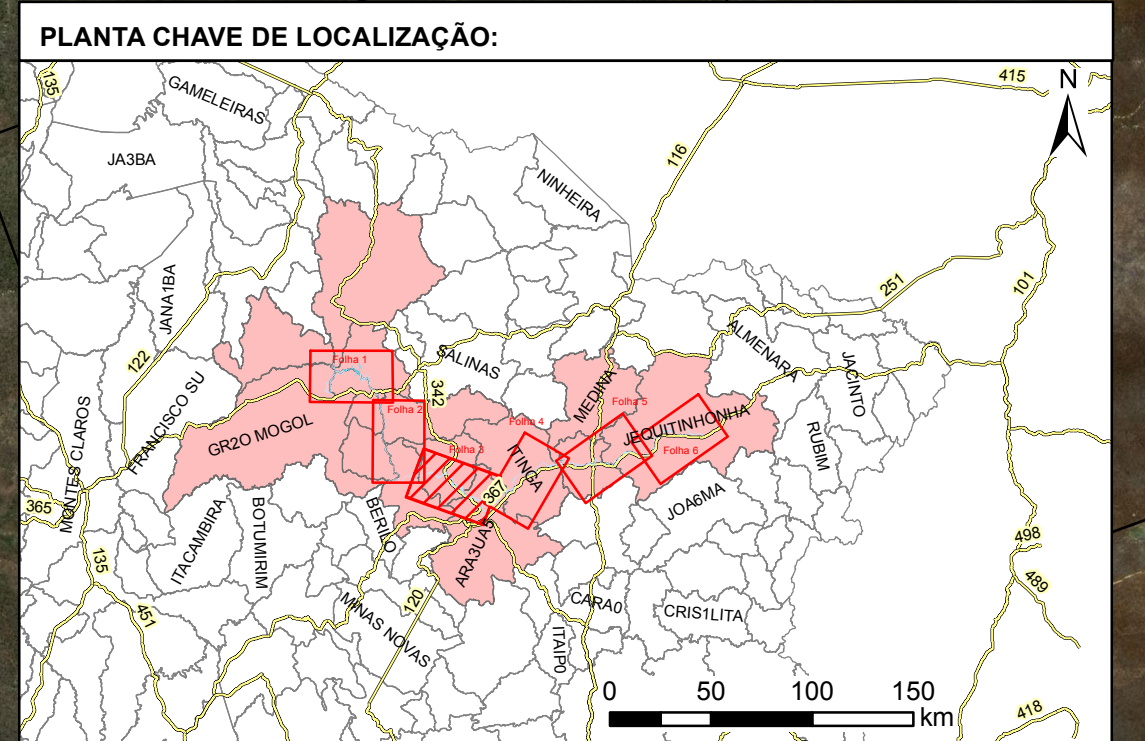 PLANTA CHAVE DE LOCALIZAÇÃO:
135
GAMELEIRAS
415
N
JA3BA
116
NINHEIRA
JANA1BA
251
101
122
ALMENARA
Folha 1
SALINAS
JACINTO
342
MEDINA
FRANCISCO SU
MONTES CLAROS
Folha 2
Folha 5
GR2O MOGOL
Folha 4
JEQUITINHONHA
RUBIM
Folha 3
ITINGA
Folha 6
367
365
ITACAMBIRA
BOTUMIRIM
BERILO
JOA6MA
ARA3UA5
498
135
489
451
MINAS NOVAS
120
CARA0
CRIS1LITA
ITAIP0
0 50 100 150
km
418